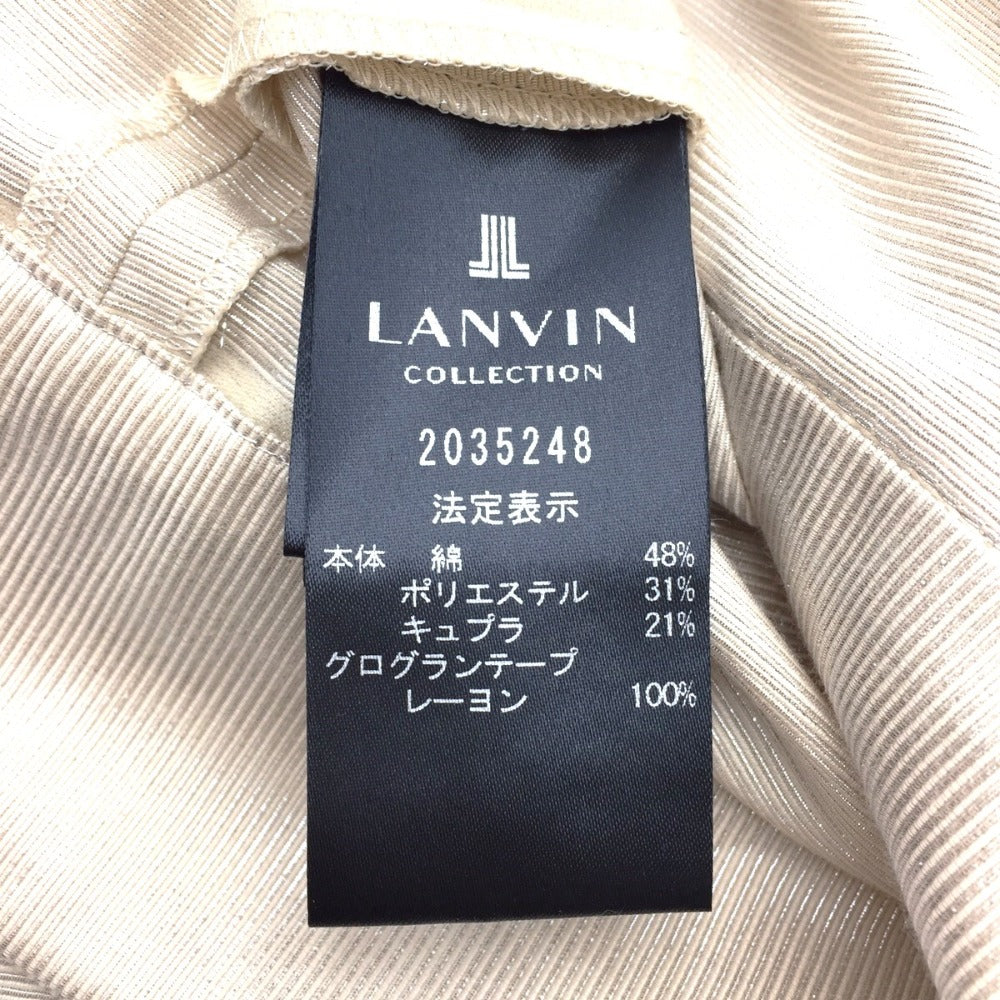 LANVIN
COLLECTION
2035248
法定表示
本体 綿 48%
ポリエステル 31%
キュプラ 21%
グログランテープ
レーヨン 100%